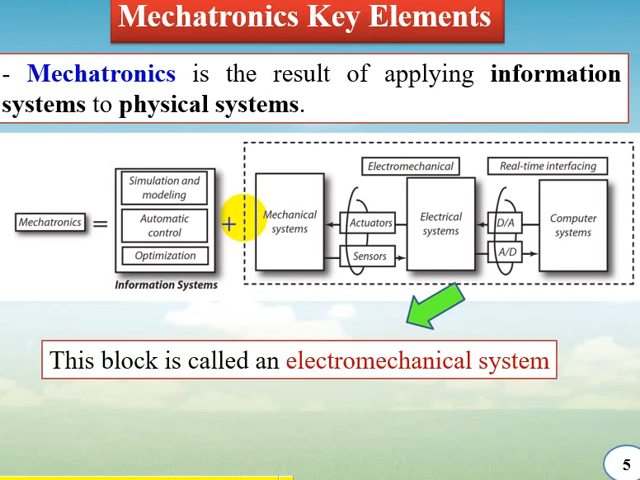 Mechatronics Key Elements
- Mechatronics is the result of applying information
systems to physical systems.
Electromechanical
Real-time interfacing
Mechatronics
=
Simulation and
modeling
Automatic
control
Optimization
Information Systems
+
Mechanical
systems
Actuators
Sensors
Electrical
systems
D/A
A/D
Computer
systems
This block is called an electromechanical system
5